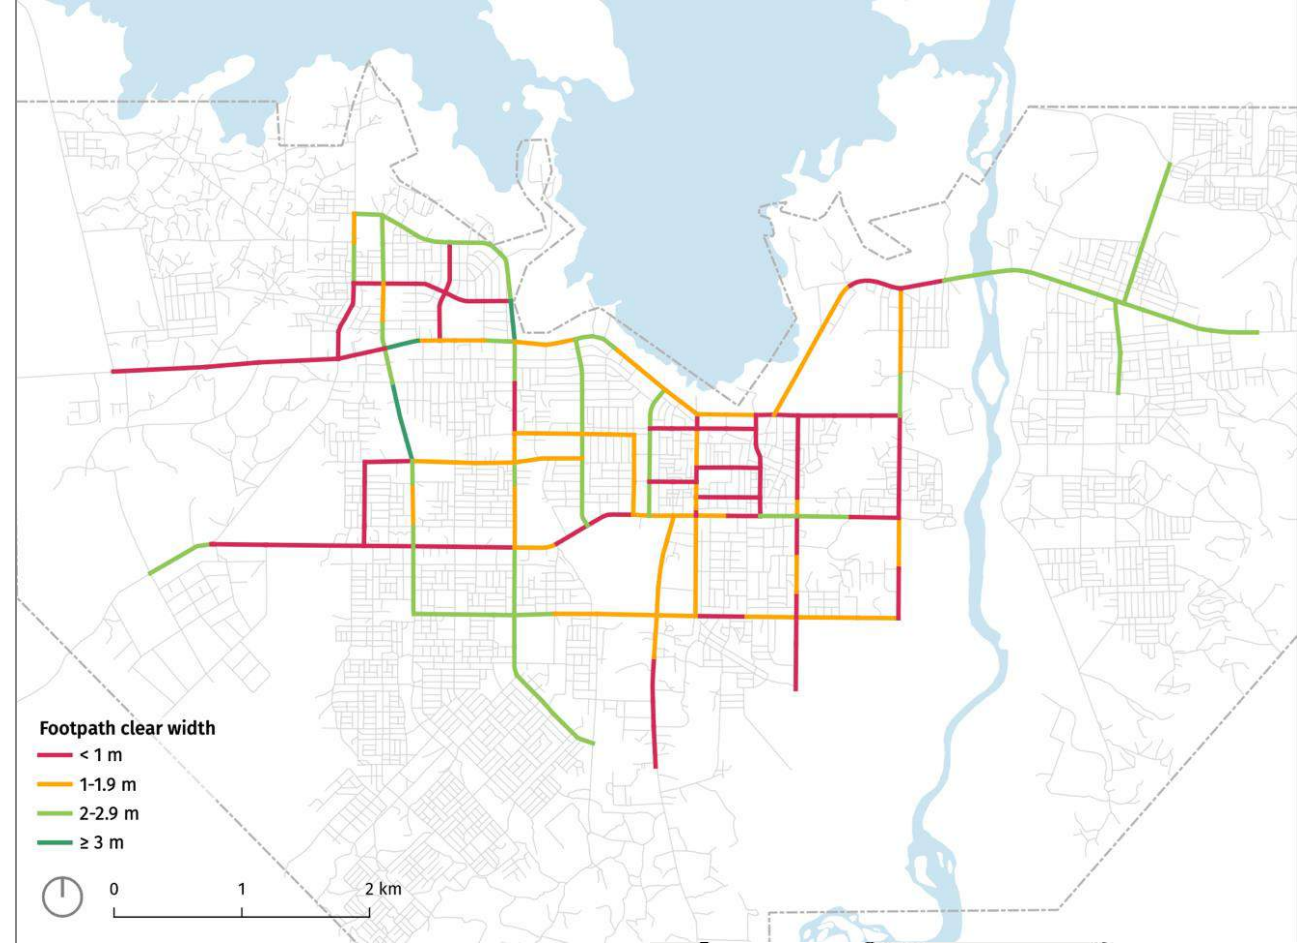 Footpath clear width
< 1 m
1-1.9 m
2-2.9 m
≥ 3 m
0 1 2 km